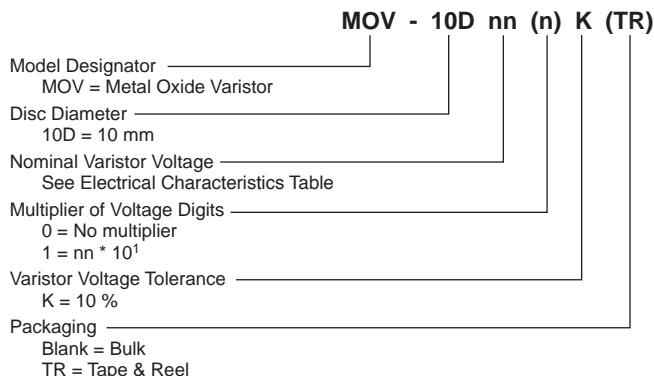 MOV - 10D nn (n) K (TR)
Model Designator
MOV = Metal Oxide Varistor
Disc Diameter
10D = 10 mm
Nominal Varistor Voltage
See Electrical Characteristics Table
Multiplier of Voltage Digits
0 = No multiplier
1 = nn * 10¹
Varistor Voltage Tolerance
K = 10 %
Packaging
Blank = Bulk
TR = Tape & Reel